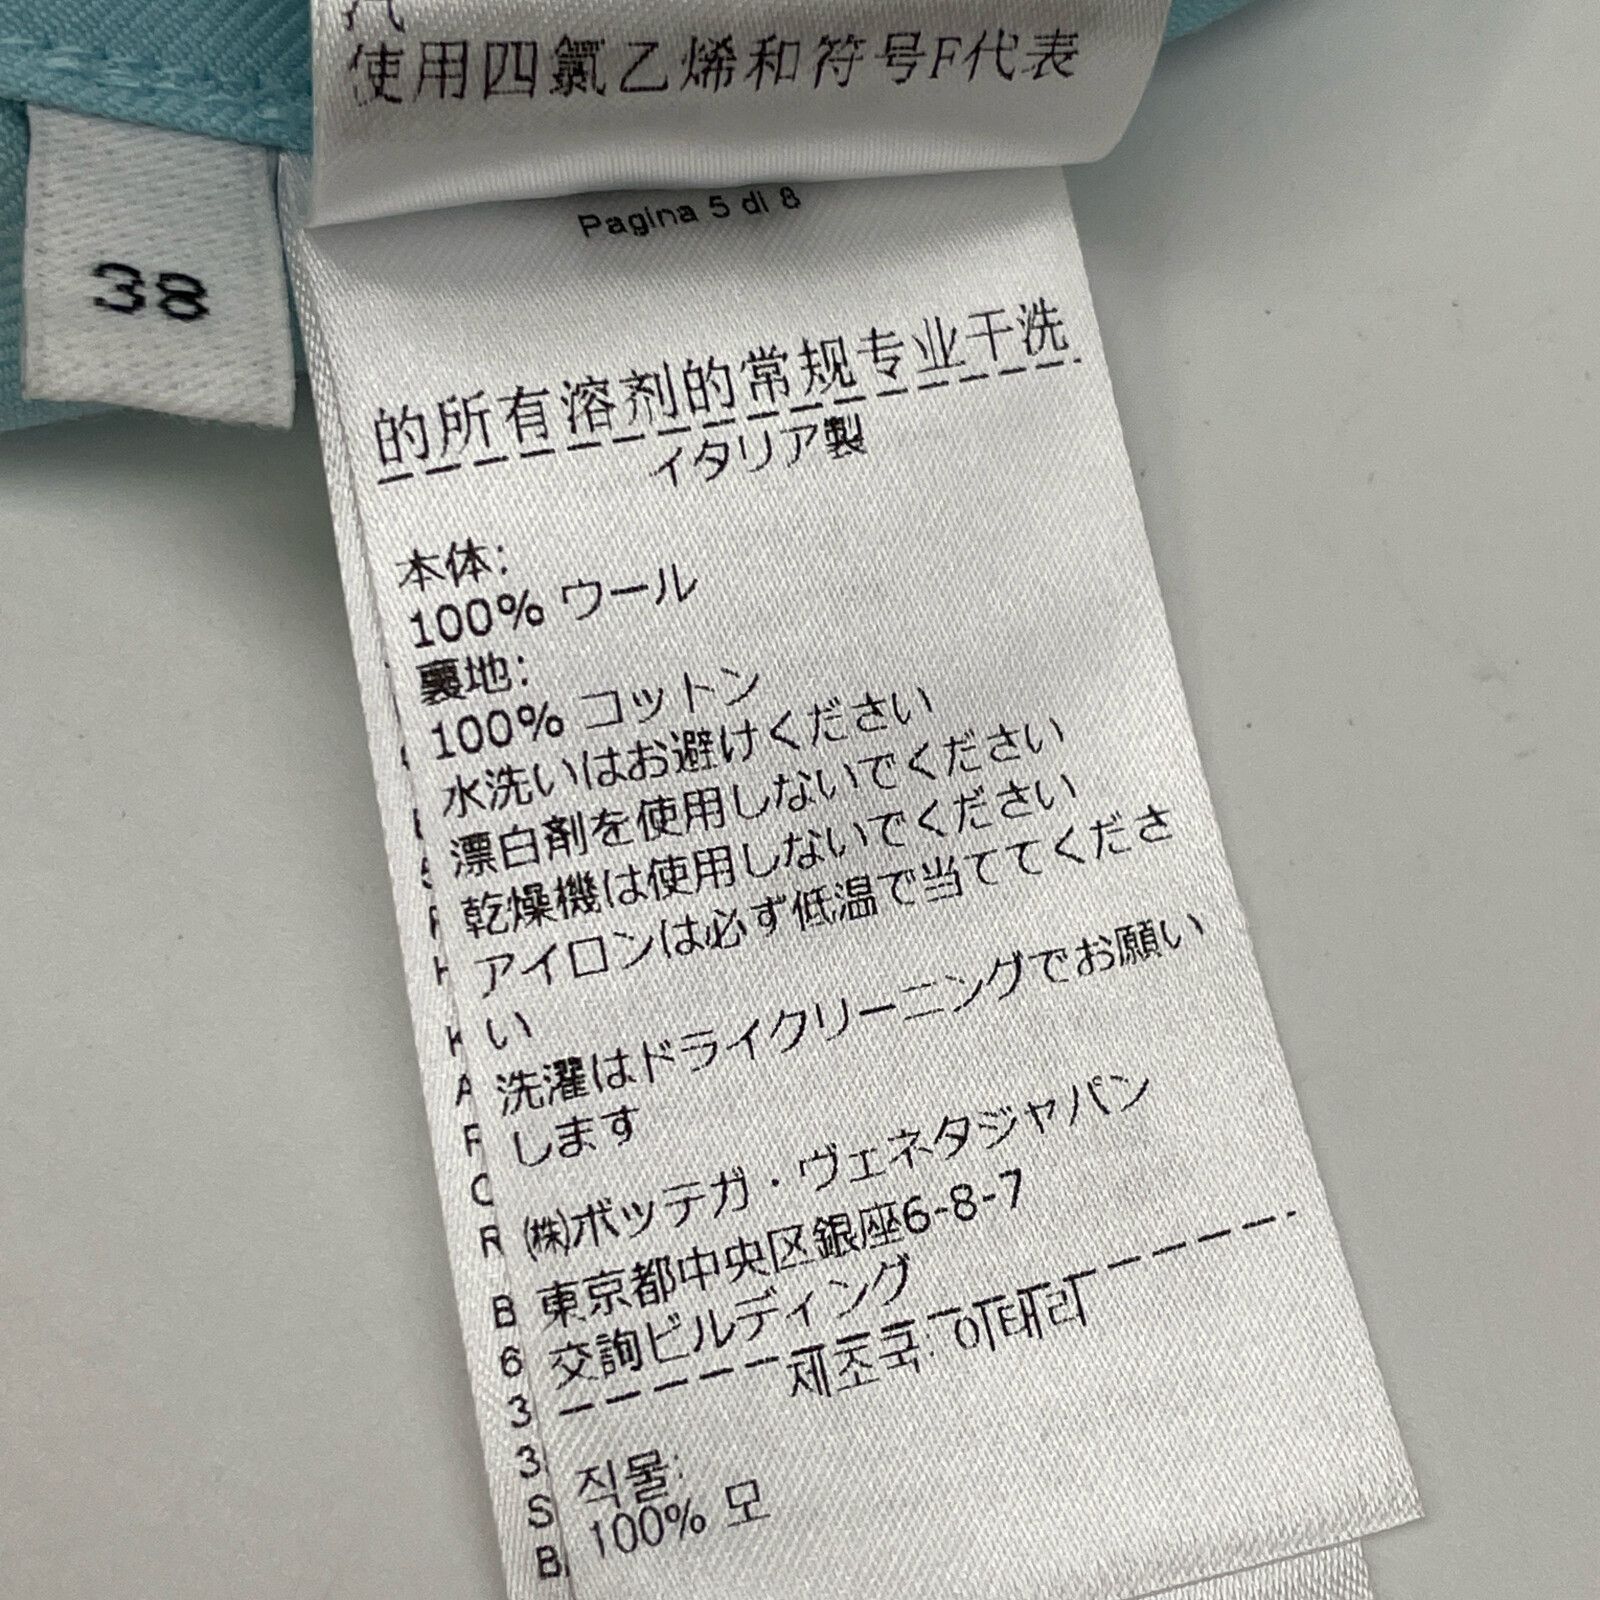 使用四氯乙烯和符号F代表
38
Pagina 5 di 8
的所有溶剂的常规专业干洗
イタリア製
本体:
100% ウール
裏地:
100% コットン
水洗いはお避けください
漂白剤を使用しないでください
乾燥機は使用しないでください
アイロンは必ず低温で当ててくださ
い
洗濯はドライクリーニングでお願い
します
(株)ボッテガ・ヴェネタジャパン
東京都中央区銀座6-8-7
交詢ビルディング
제조국: 이태리
직물:
100% 모
K
A
F
C
R
B
6
3
3
S
B